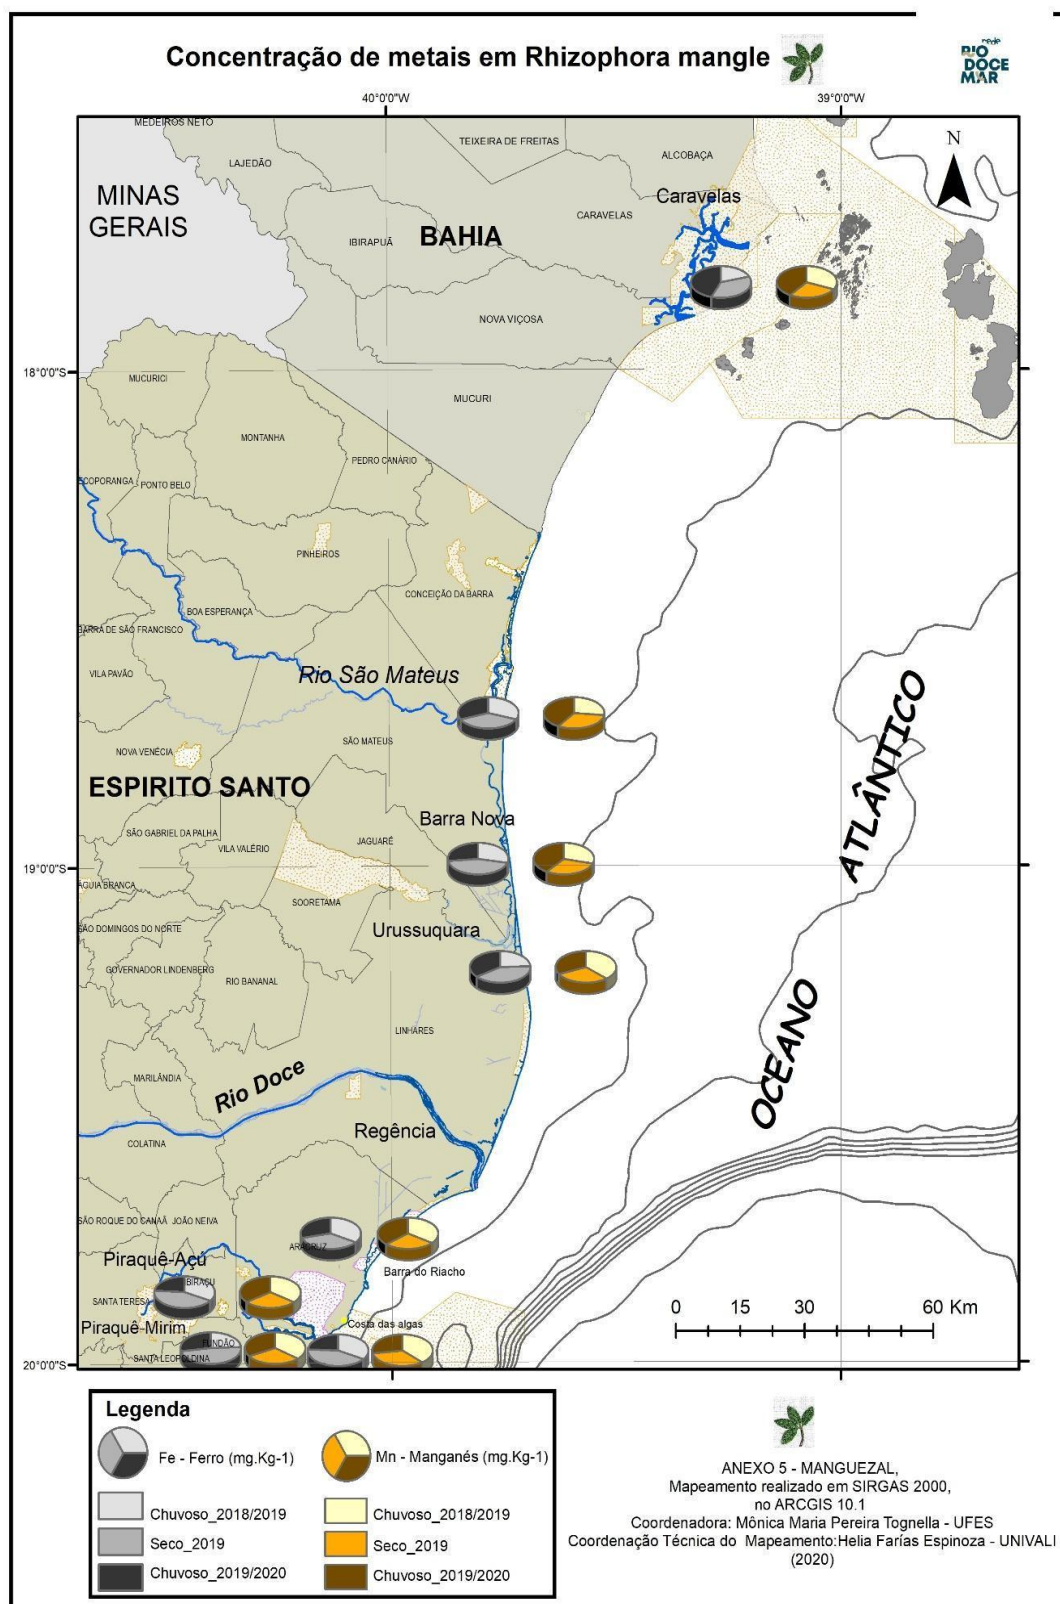 Concentração de metais em Rhizophora mangle
rede
RIO
DOCE
MAR
40°0'0"W
39°0'0"W
MEDEIROS NETO
TEIXEIRA DE FREITAS
LAJEDÃO
ALCOBAÇA
N
MINAS
GERAIS
Caravelas
CARAVELAS
BAHIA
IBIRAPUÃ
NOVA VIÇOSA
18°0'0"S
MUCURICI
MUCURI
MONTANHA
PEDRO CANÁRIO
ECOPORANGA
PONTO BELO
PINHEIROS
CONCEIÇÃO DA BARRA
BOA ESPERANÇA
BARRA DE SÃO FRANCISCO
VILA PAVÃO
Rio São Mateus
SÃO MATEUS
NOVA VENÉCIA
ESPIRITO SANTO
ATLÂNTICO
Barra Nova
SÃO GABRIEL DA PALHA
VILA VALÉRIO
JAGUARÉ
19°0'0"S
ÁGUIA BRANCA
SOORETAMA
SÃO DOMINGOS DO NORTE
Urussuquara
GOVERNADOR LINDENBERG
RIO BANANAL
LINHARES
OCEANO
MARILÂNDIA
Rio Doce
COLATINA
Regência
SÃO ROQUE DO CANAÃ
JOÃO NEIVA
ARACRUZ
Piraquê-Açú
Barra do Riacho
IBIRAÇU
SANTA TERESA
Piraquê-Mirim
Costa das algas
FUNDÃO
SANTA LEOPOLDINA
20°0'0"S
0 15 30 60 Km
Legenda
Fe - Ferro (mg.Kg-1)
Mn - Manganés (mg.Kg-1)
Chuvoso_2018/2019
Chuvoso_2018/2019
Seco_2019
Seco_2019
Chuvoso_2019/2020
Chuvoso_2019/2020
ANEXO 5 - MANGUEZAL,
Mapeamento realizado em SIRGAS 2000,
no ARCGIS 10.1
Coordenadora: Mônica Maria Pereira Tognella - UFES
Coordenação Técnica do Mapeamento:Helia Farías Espinoza - UNIVALI
(2020)